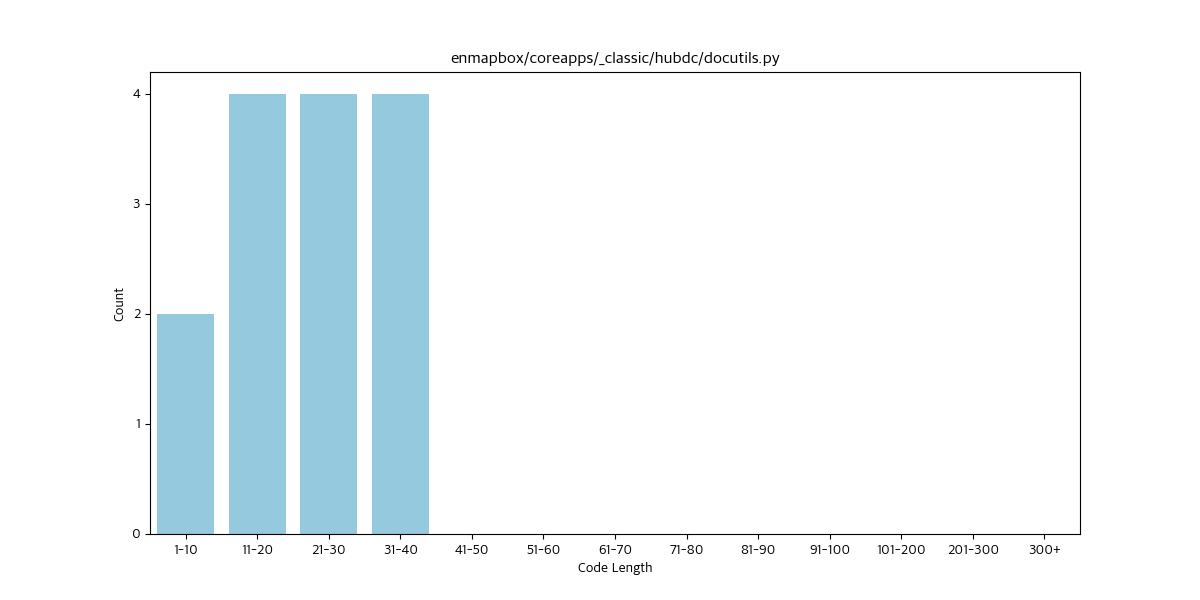 enmapbox/coreapps/_classic/hubdc/docutils.py
Count
4
3
2
1
0
1-10 11-20 21-30 31-40 41-50 51-60 61-70 71-80 81-90 91-100 101-200 201-300 300+
Code Length